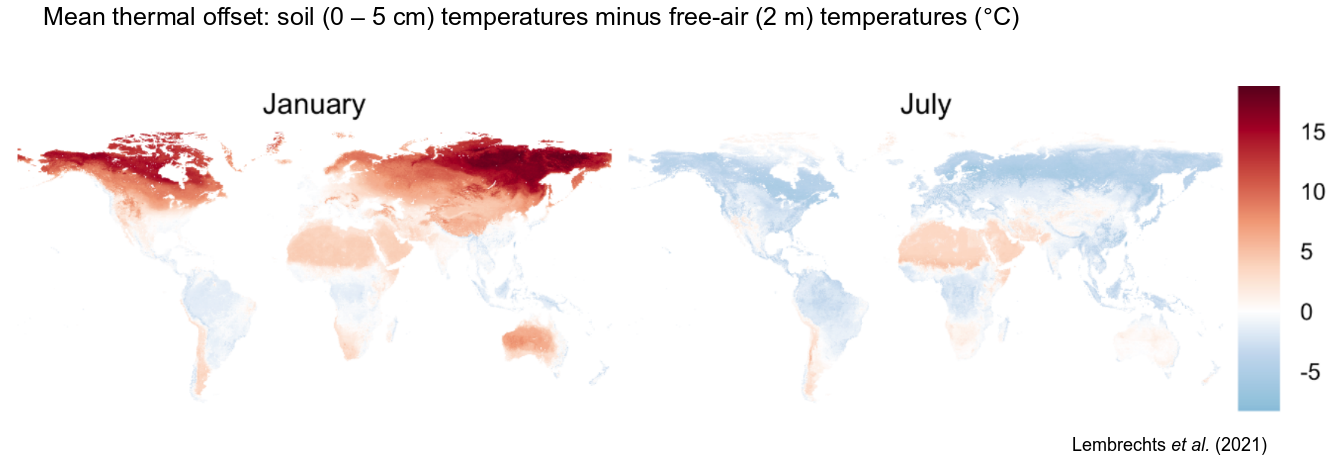 Mean thermal offset: soil (0 – 5 cm) temperatures minus free-air (2 m) temperatures (°C)
January
July
15
10
5
0
-5
Lembrechts et al. (2021)